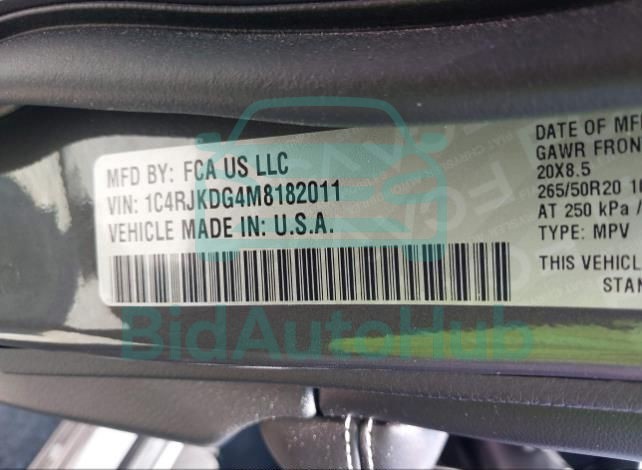 MFD BY: FCA US LLC
VIN: 1C4RJKDG4M8182011
VEHICLE MADE IN: U.S.A.
DATE OF MF
GAWR FRON
20X8.5
265/50R20 1
AT 250 kPa /
TYPE: MPV
THIS VEHICL
STAN
BidAutoHub